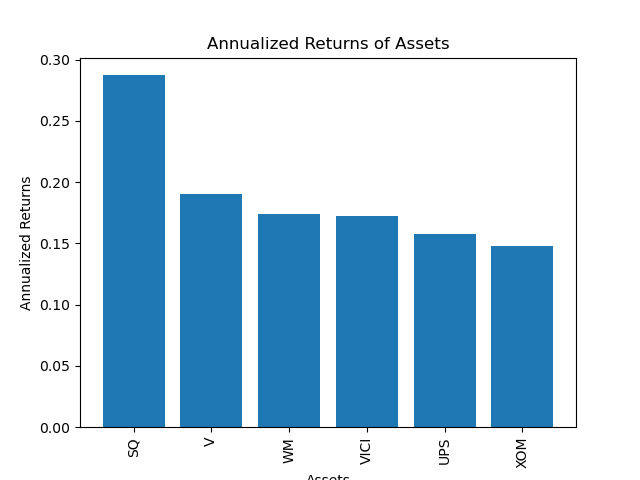 Annualized Returns of Assets
0.30
0.25
0.20
0.15
0.10
0.05
0.00
Annualized Returns
SQ
V
WM
VICI
UPS
XOM
Assets